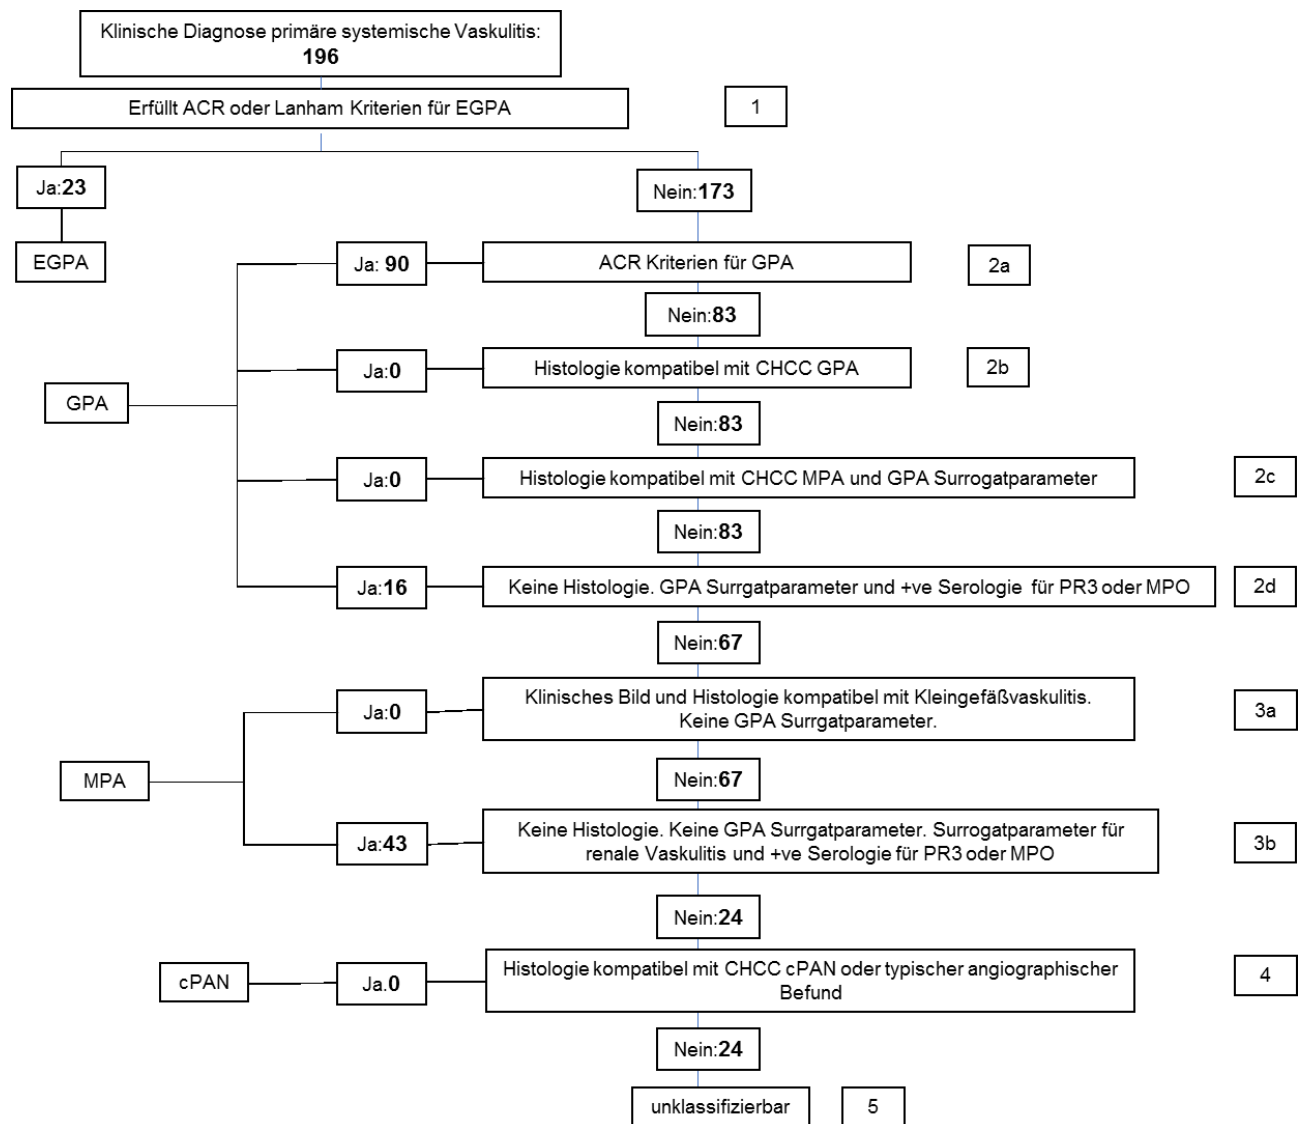 Klinische Diagnose primäre systemische Vaskulitis:
196
Erfüllt ACR oder Lanham Kriterien für EGPA
1
Ja:23
Nein:173
EGPA
Ja: 90
ACR Kriterien für GPA
2a
Nein:83
Ja:0
Histologie kompatibel mit CHCC GPA
2b
GPA
Nein:83
Ja:0
Histologie kompatibel mit CHCC MPA und GPA Surrogatparameter
2c
Nein:83
Ja:16
Keine Histologie. GPA Surrgatparameter und +ve Serologie für PR3 oder MPO
2d
Nein:67
Ja:0
Klinisches Bild und Histologie kompatibel mit Kleingefäßvaskulitis.
Keine GPA Surrgatparameter.
3a
MPA
Nein:67
Ja:43
Keine Histologie. Keine GPA Surrgatparameter. Surrogatparameter für
renale Vaskulitis und +ve Serologie für PR3 oder MPO
3b
Nein:24
cPAN
Ja.0
Histologie kompatibel mit CHCC cPAN oder typischer angiographischer
Befund
4
Nein:24
unklassifizierbar
5